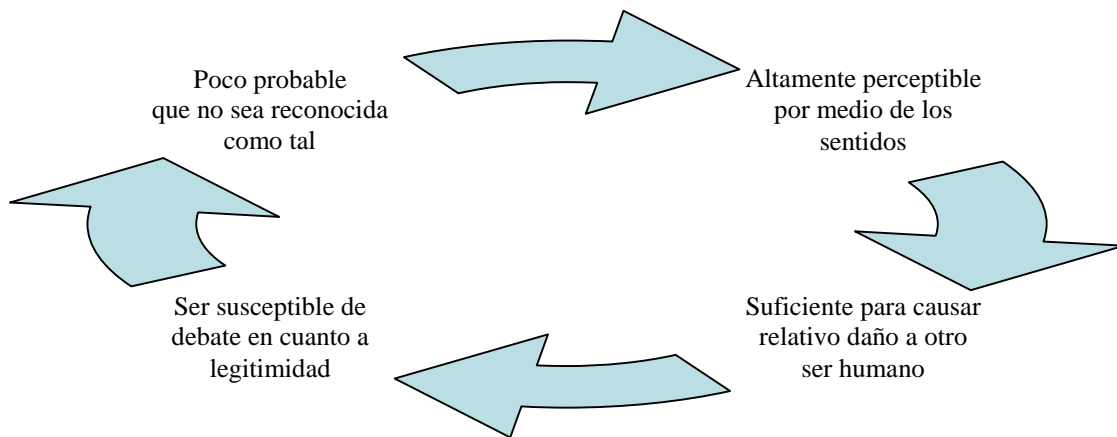 Poco probable
que no sea reconocida
como tal
Altamente perceptible
por medio de los
sentidos
Suficiente para causar
relativo daño a otro
ser humano
Ser susceptible de
debate en cuanto a
legitimidad